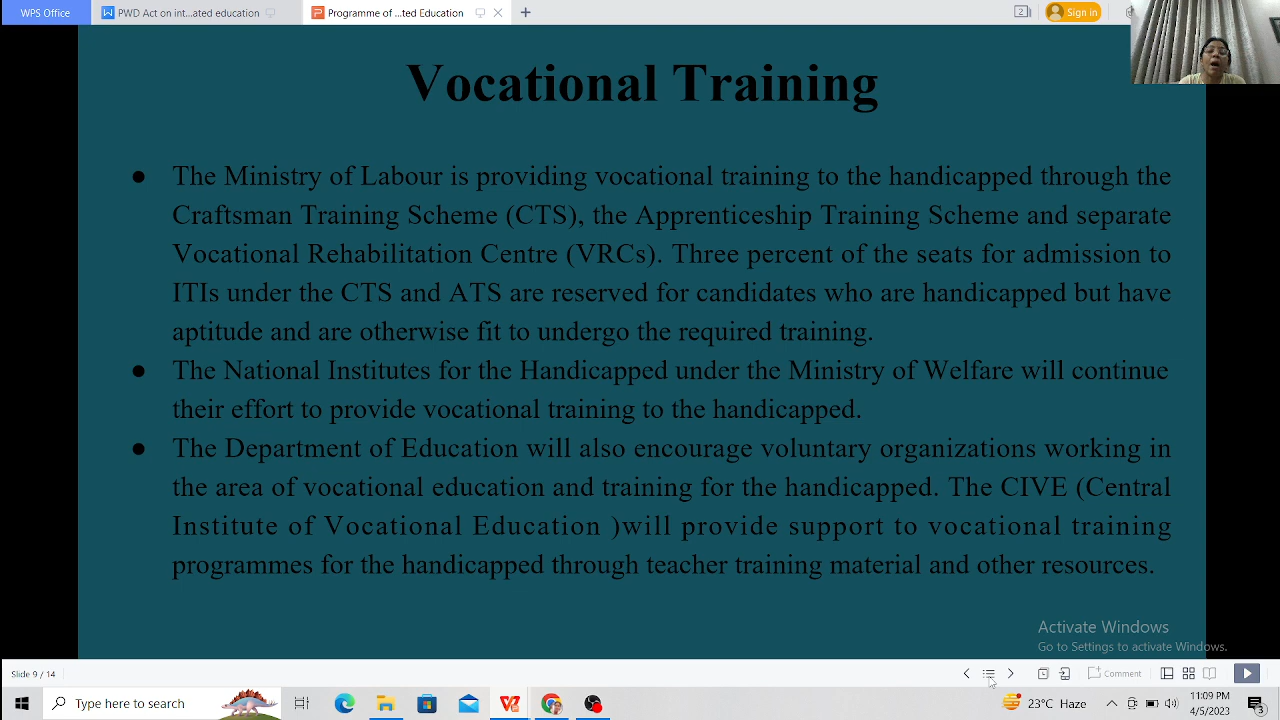 WPS Office
PWD Act on i...ted Education
Programme of ...bted Education
2
Sign in
Vocational Training
● The Ministry of Labour is providing vocational training to the handicapped through the
Craftsman Training Scheme (CTS), the Apprenticeship Training Scheme and separate
Vocational Rehabilitation Centre (VRCs). Three percent of the seats for admission to
ITIs under the CTS and ATS are reserved for candidates who are handicapped but have
aptitude and are otherwise fit to undergo the required training.
● The National Institutes for the Handicapped under the Ministry of Welfare will continue
their effort to provide vocational training to the handicapped.
● The Department of Education will also encourage voluntary organizations working in
the area of vocational education and training for the handicapped. The CIVE (Central
Institute of Vocational Education )will provide support to vocational training
programmes for the handicapped through teacher training material and other resources.
Activate Windows
Go to Settings to activate Windows.
Slide 9 / 14
Comment
Type here to search
23°C Haze
11:09 PM
4/5/2023
3